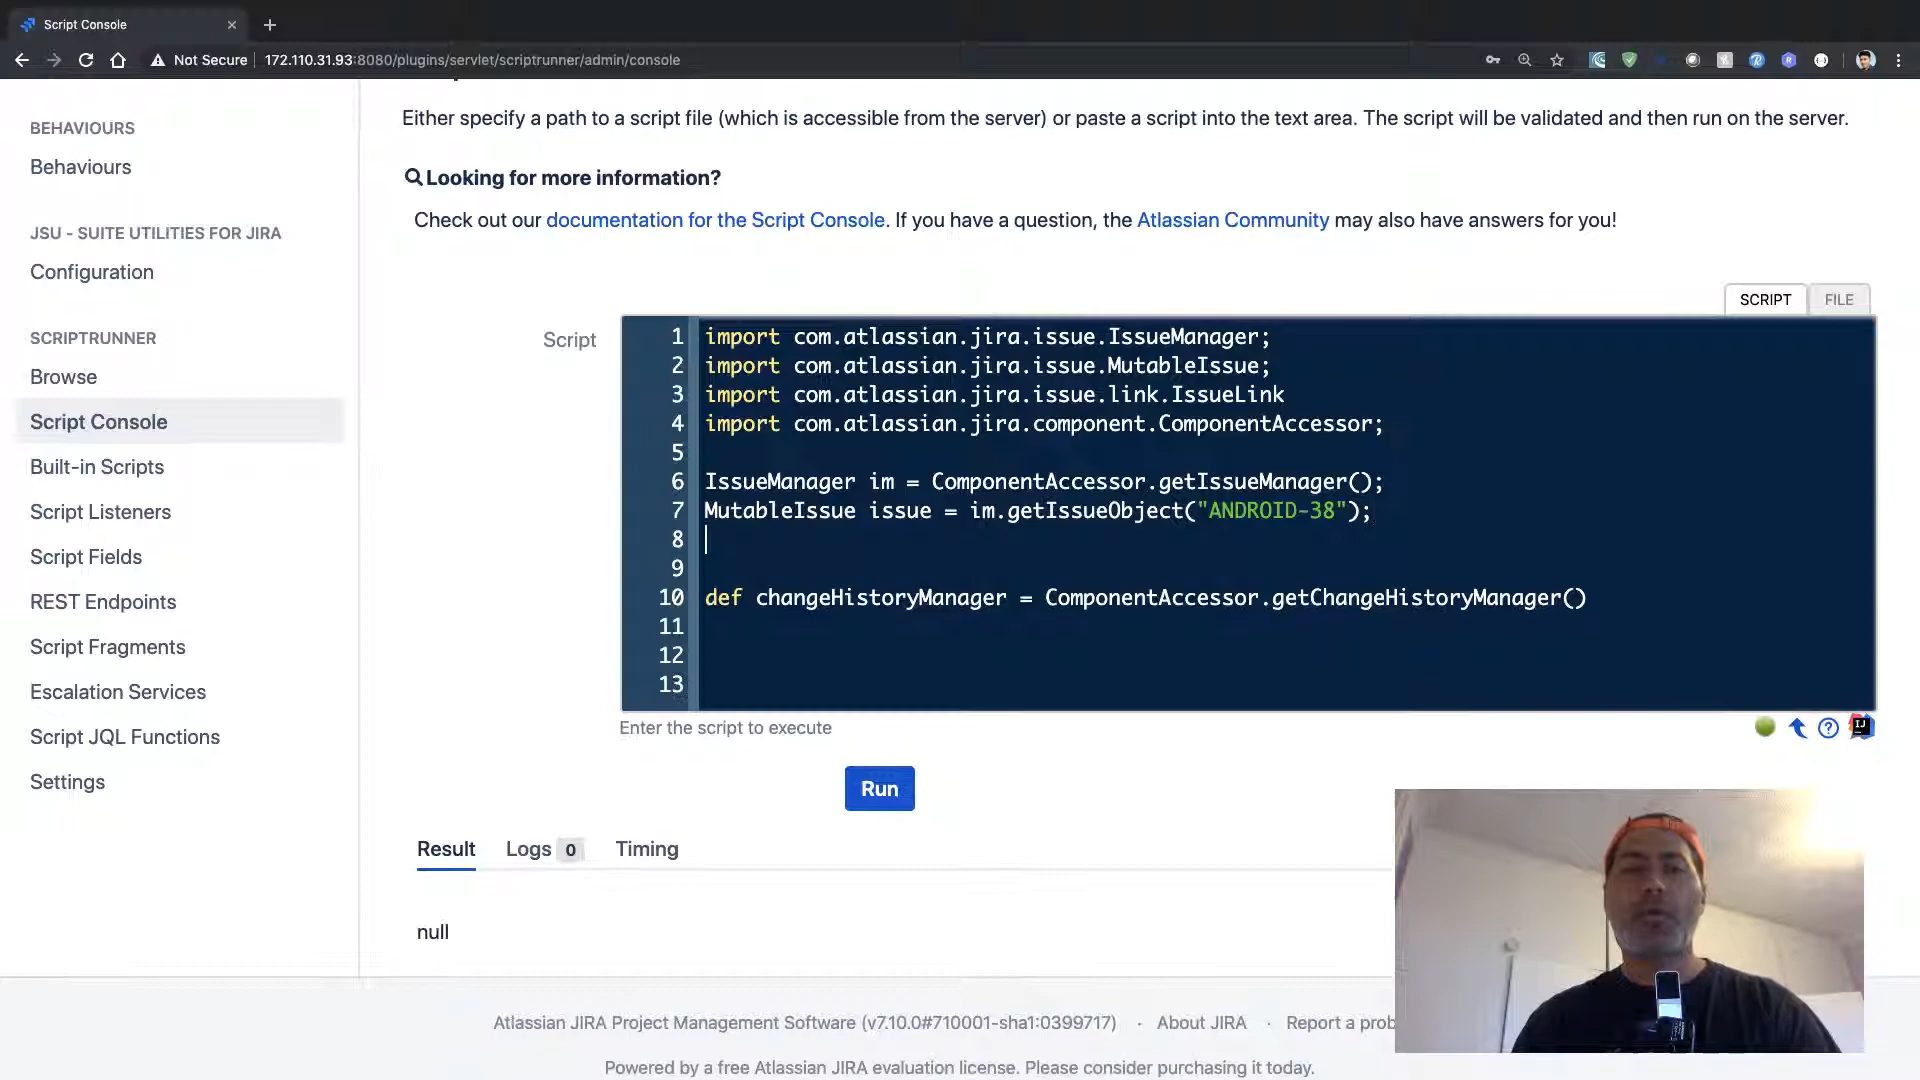 Script Console
Not Secure 172.110.31.93:8080/plugins/servlet/scriptrunner/admin/console
Either specify a path to a script file (which is accessible from the server) or paste a script into the text area. The script will be validated and then run on the server.
Looking for more information?
Check out our documentation for the Script Console. If you have a question, the Atlassian Community may also have answers for you!
BEHAVIOURS
Behaviours
JSU - SUITE UTILITIES FOR JIRA
Configuration
SCRIPTRUNNER
Browse
Script Console
Built-in Scripts
Script Listeners
Script Fields
REST Endpoints
Script Fragments
Escalation Services
Script JQL Functions
Settings
SCRIPT FILE
Script
1 import com.atlassian.jira.issue.IssueManager;
2 import com.atlassian.jira.issue.MutableIssue;
3 import com.atlassian.jira.issue.link.IssueLink
4 import com.atlassian.jira.component.ComponentAccessor;
5
6 IssueManager im = ComponentAccessor.getIssueManager();
7 MutableIssue issue = im.getIssueObject("ANDROID-38");
8
9
10 def changeHistoryManager = ComponentAccessor.getChangeHistoryManager()
11
12
13
Enter the script to execute
IJ
Run
Result Logs 0 Timing
null
Atlassian JIRA Project Management Software (v7.10.0#710001-sha1:0399717) · About JIRA · Report a prob
Powered by a free Atlassian JIRA evaluation license. Please consider purchasing it today.